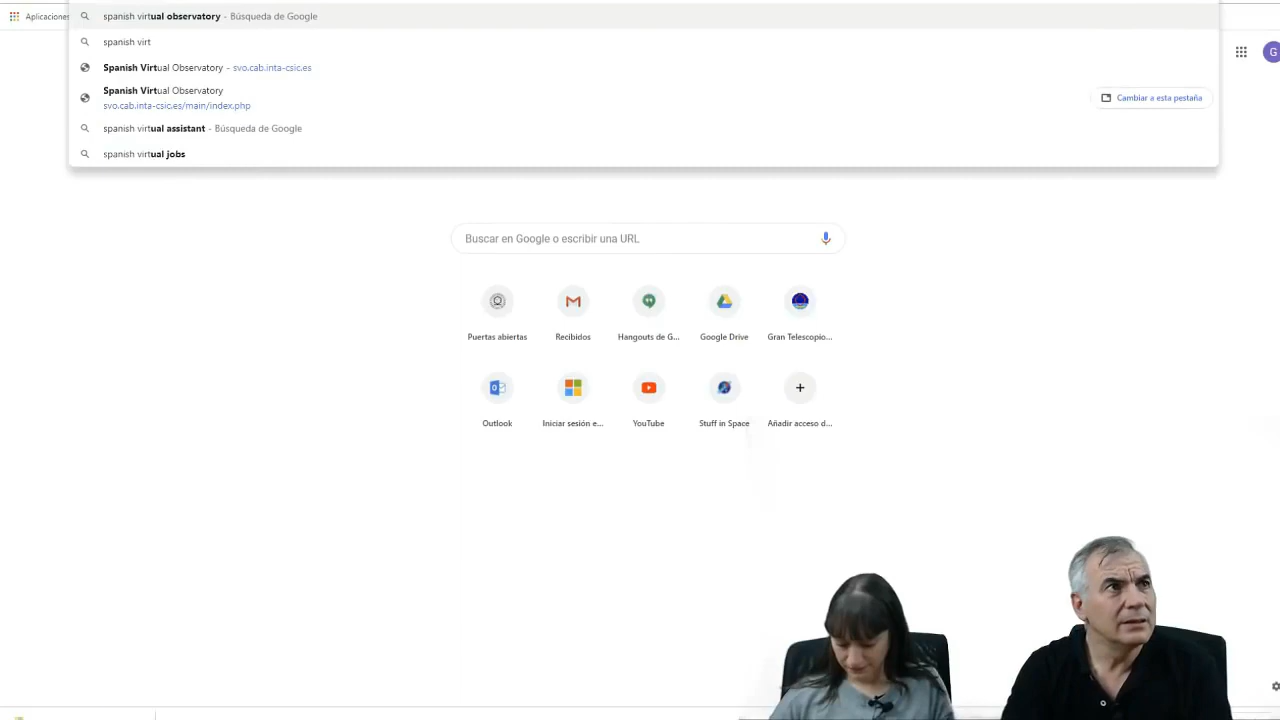 Aplicaciones
spanish virtual observatory - Búsqueda de Google
spanish virt
Spanish Virtual Observatory - svo.cab.inta-csic.es
Spanish Virtual Observatory
svo.cab.inta-csic.es/main/index.php
Cambiar a esta pestaña
spanish virtual assistant - Búsqueda de Google
spanish virtual jobs
G
Buscar en Google o escribir una URL
Puertas abiertas
Recibidos
Hangouts de G...
Google Drive
Gran Telescopio...
Outlook
Iniciar sesión e...
YouTube
Stuff in Space
Añadir acceso d...